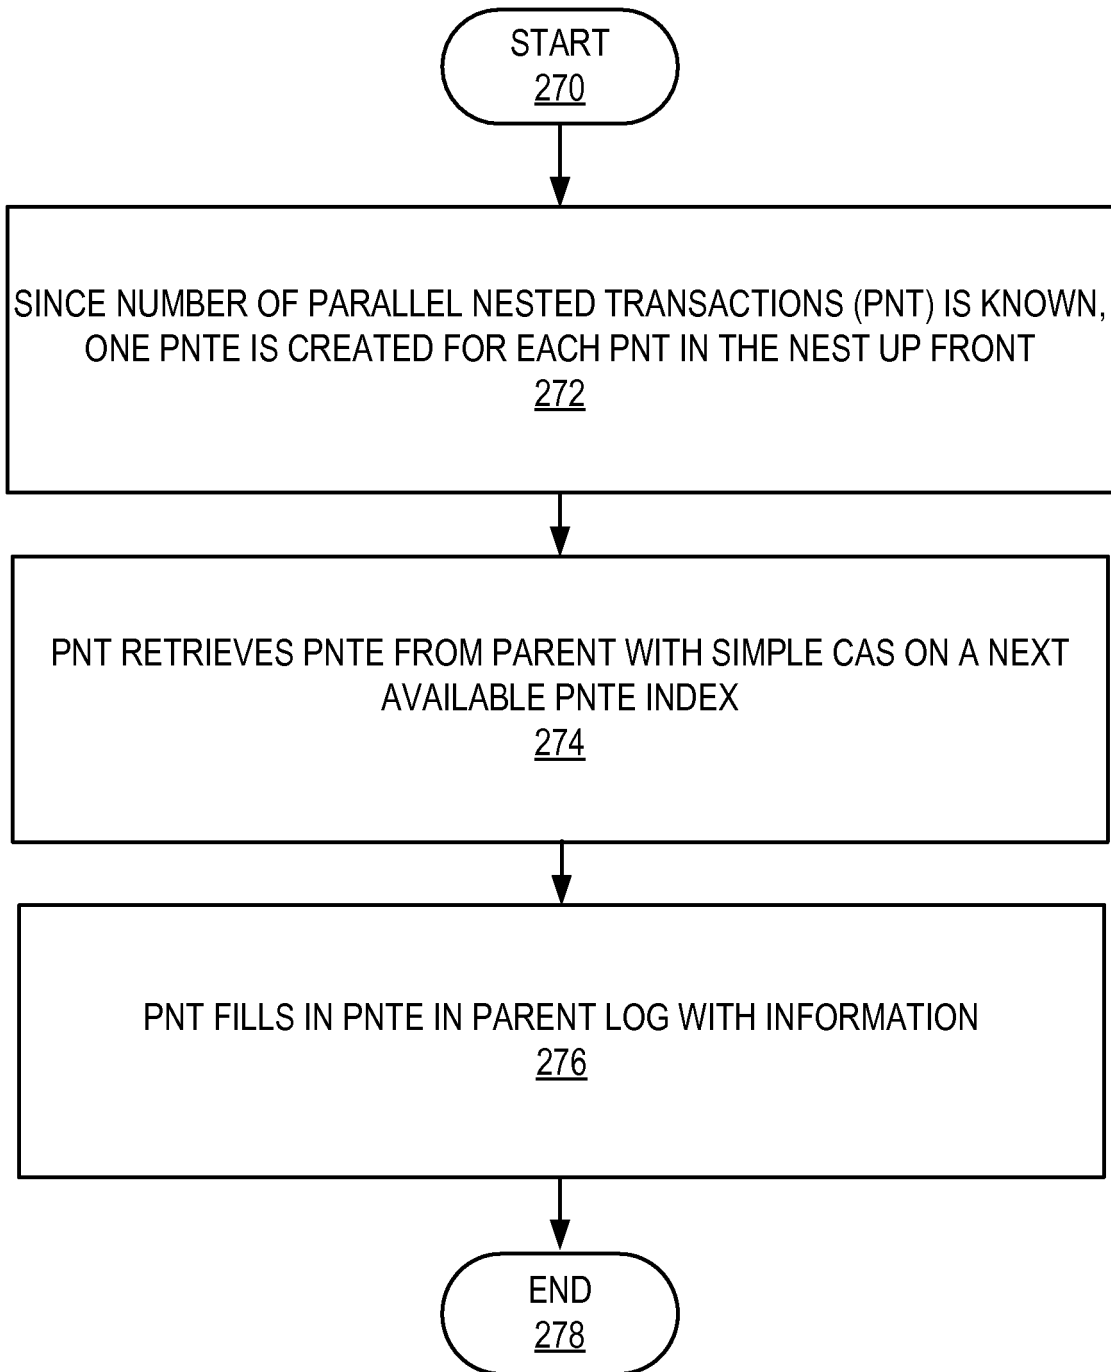 START
270
SINCE NUMBER OF PARALLEL NESTED TRANSACTIONS (PNT) IS KNOWN,
ONE PNTE IS CREATED FOR EACH PNT IN THE NEST UP FRONT
272
PNT RETRIEVES PNTE FROM PARENT WITH SIMPLE CAS ON A NEXT
AVAILABLE PNTE INDEX
274
PNT FILLS IN PNTE IN PARENT LOG WITH INFORMATION
276
END
278